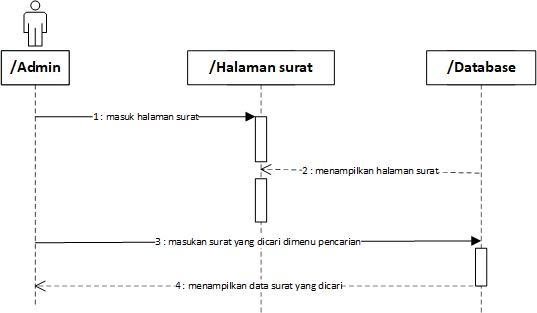 /Admin
/Halaman surat
/Database
1 : masuk halaman surat
2 : menampilkan halaman surat
3 : masukan surat yang dicari dimenu pencarian
4 : menampilkan data surat yang dicari